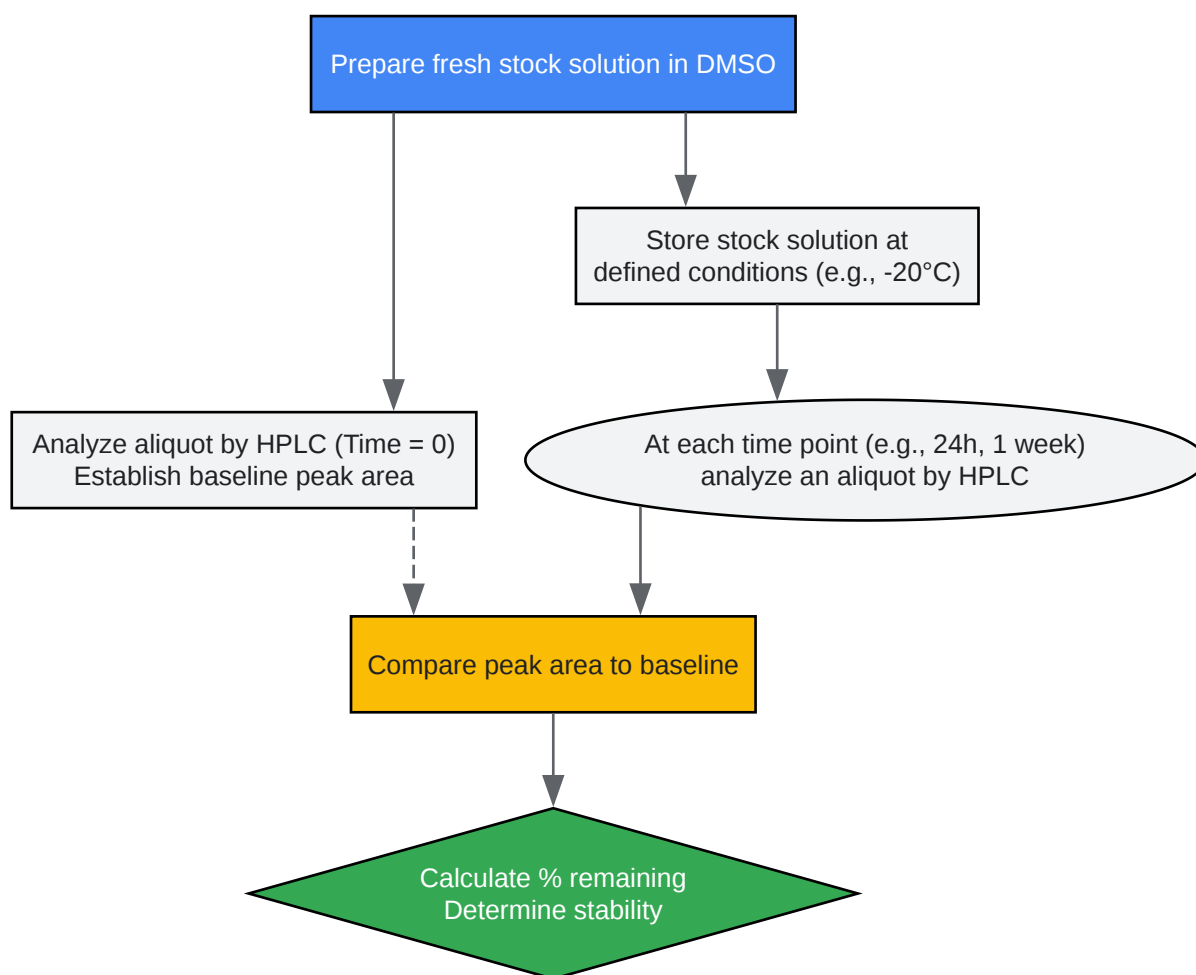 Prepare fresh stock solution in DMSO
Store stock solution at
defined conditions (e.g., -20°C)
Analyze aliquot by HPLC (Time = 0)
Establish baseline peak area
At each time point (e.g., 24h, 1 week)
analyze an aliquot by HPLC
Compare peak area to baseline
Calculate % remaining
Determine stability